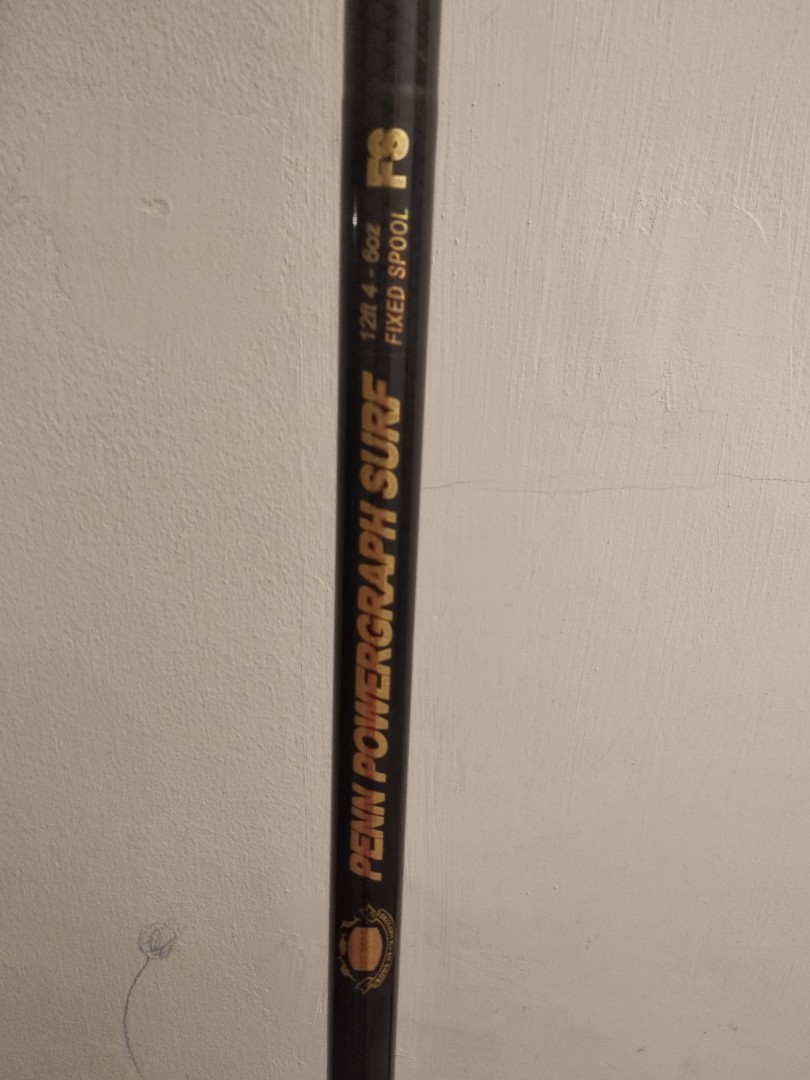 PENN POWERGRAPH SURF
12ft 4 - 6oz
FIXED SPOOL
FS